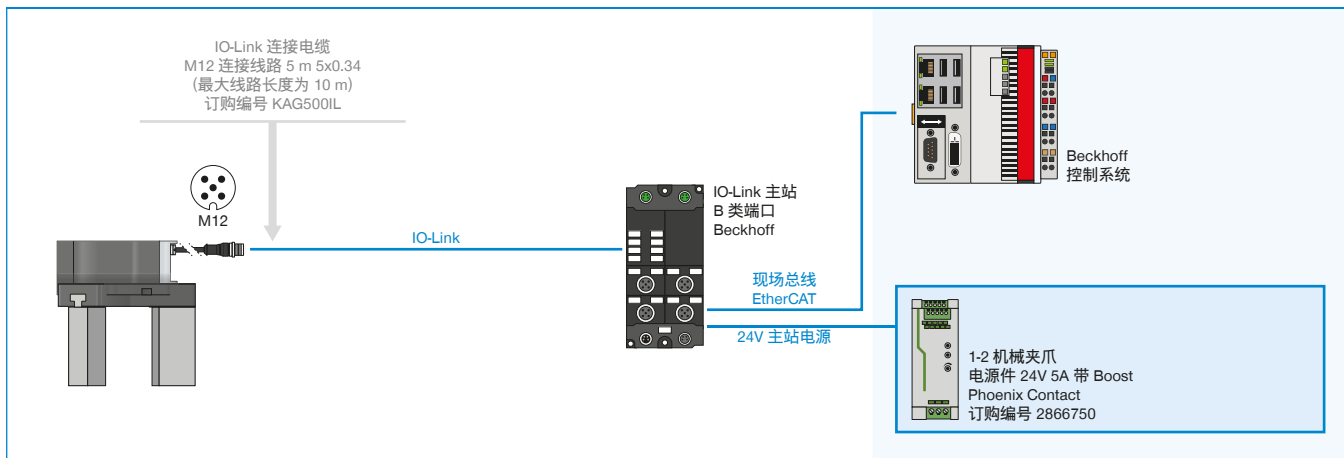 IO-Link 连接电缆
M12 连接线路 5 m 5x0.34
（最大线路长度为 10 m）
订购编号 KAG500IL
M12
IO-Link
IO-Link 主站
B 类端口
Beckhoff
现场总线
EtherCAT
24V 主站电源
Beckhoff
控制系统
1-2 机械夹爪
电源件 24V 5A 带 Boost
Phoenix Contact
订购编号 2866750